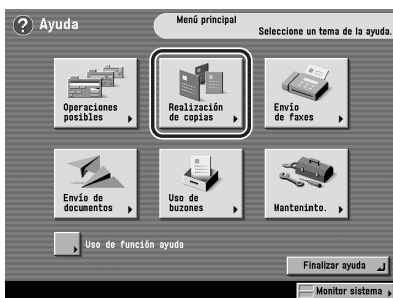 Ayuda
Menú principal
Seleccione un tema de la ayuda.
Operaciones
posibles
Realización
de copias
Envío
de faxes
Envío de
documentos
Uso de
buzones
Mantenimto.
Uso de función ayuda
Finalizar ayuda
Monitor sistema